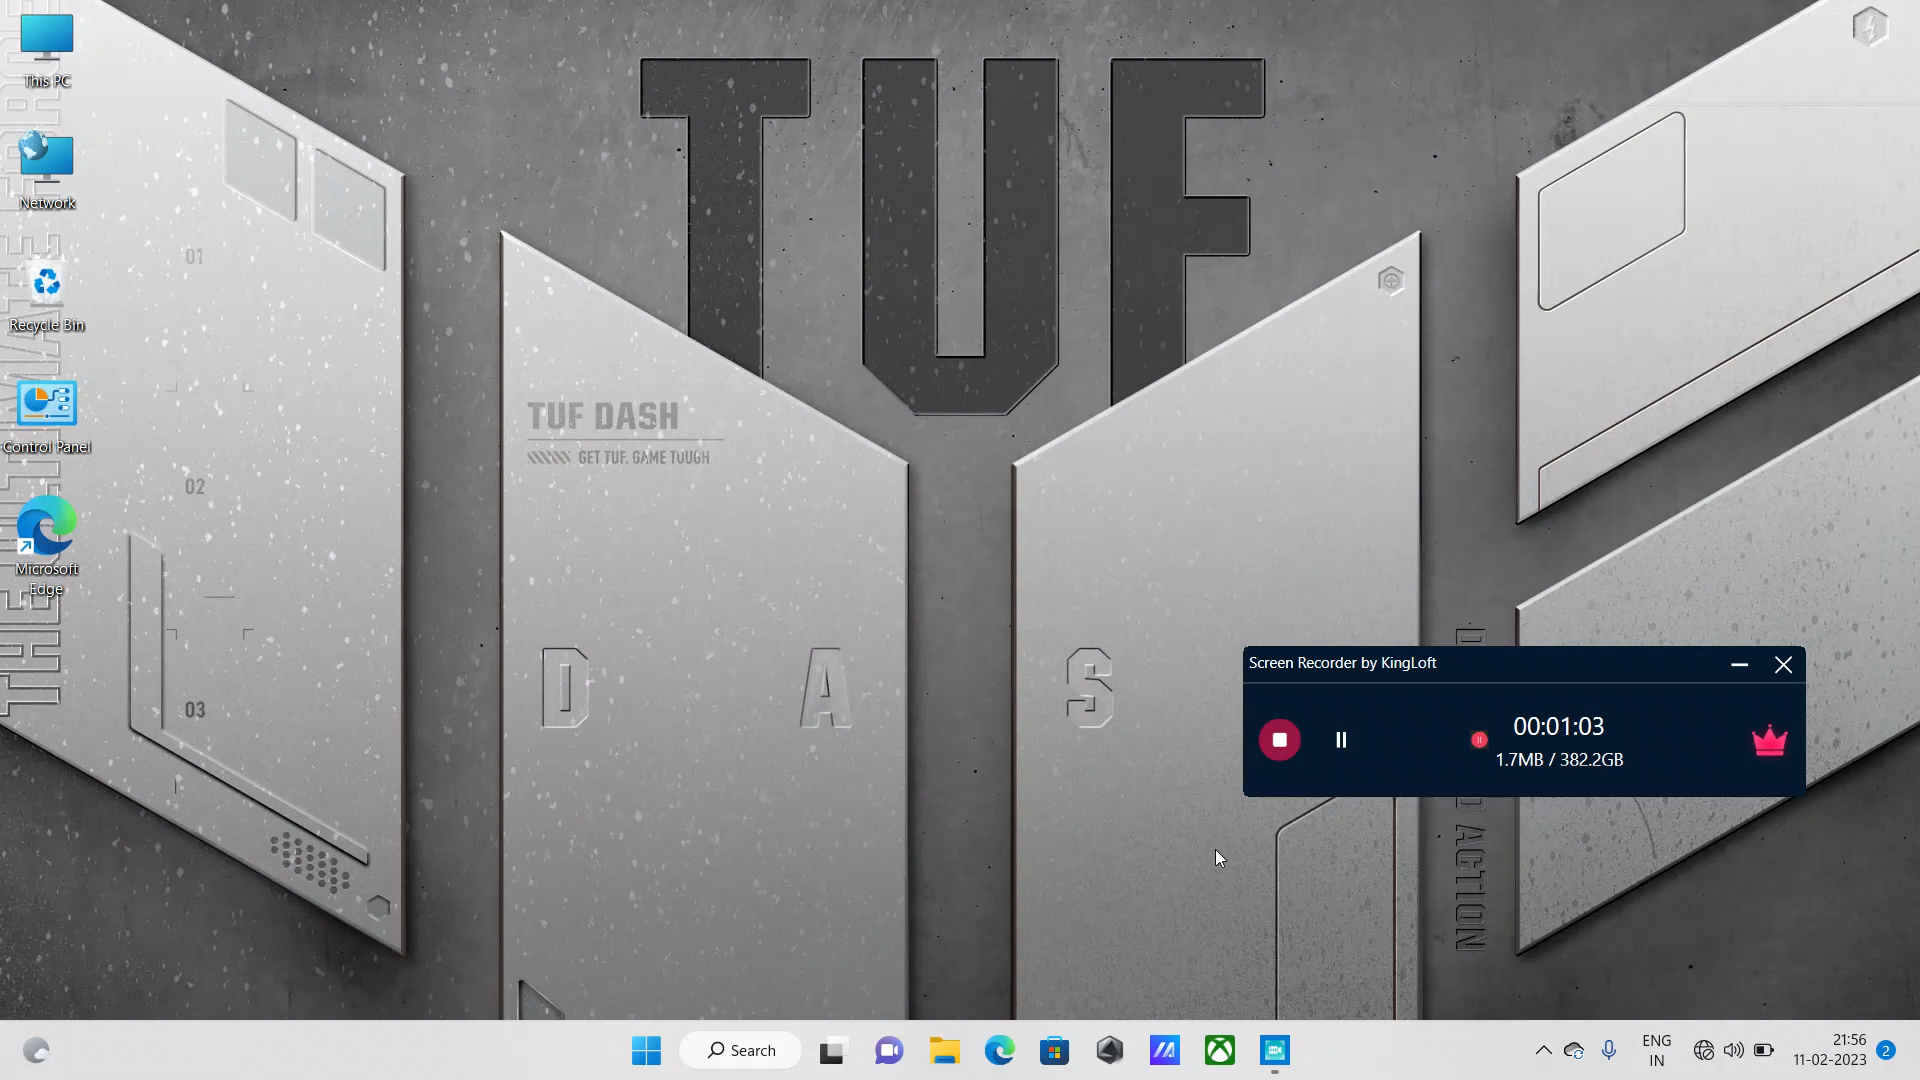 This PC
Network
Recycle Bin
Control Panel
Microsoft
Edge
01
02
03
TUF
TUF DASH
GET TUF. GAME TOUGH
D A S
Screen Recorder by KingLoft
00:01:03
1.7MB / 382.2GB
ACTION
Search
ENG
IN
21:56
11-02-2023
2